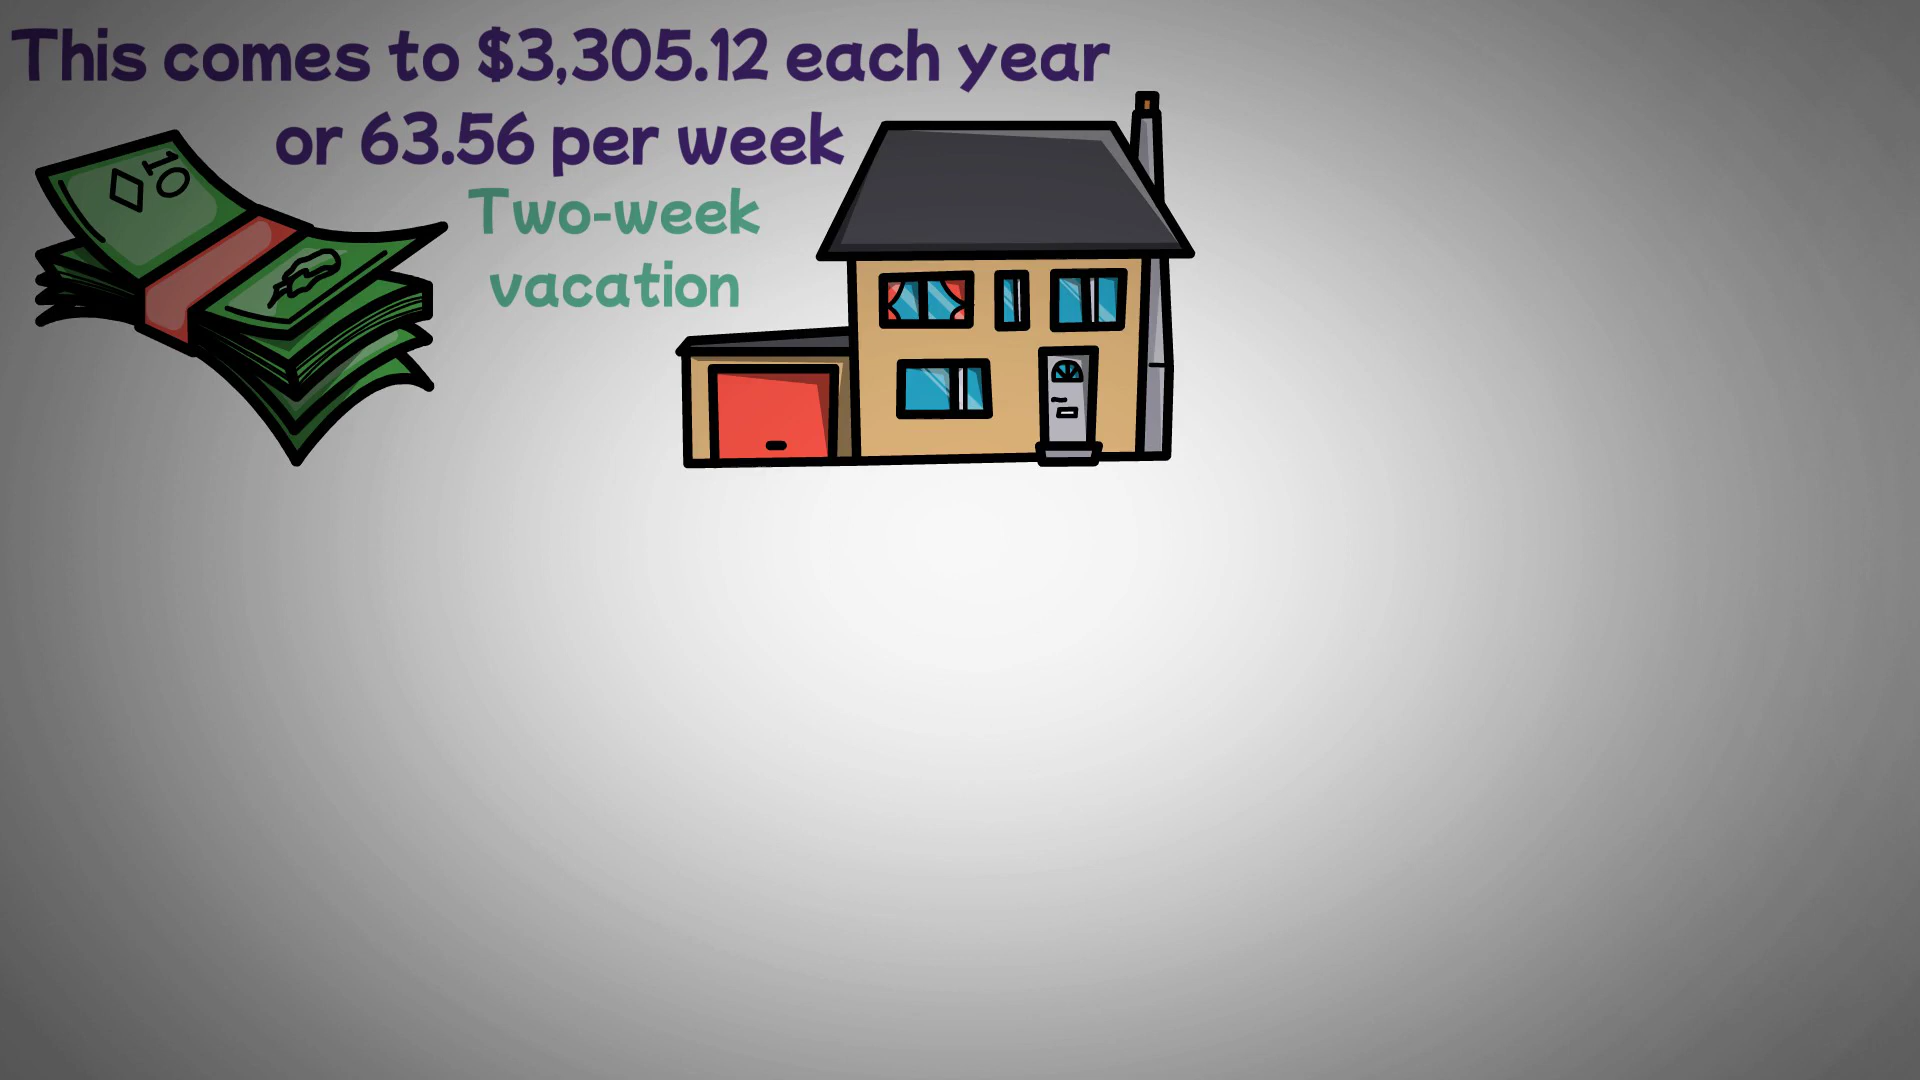 This comes to $3,305.12 each year
or 63.56 per week
Two-week
vacation
10